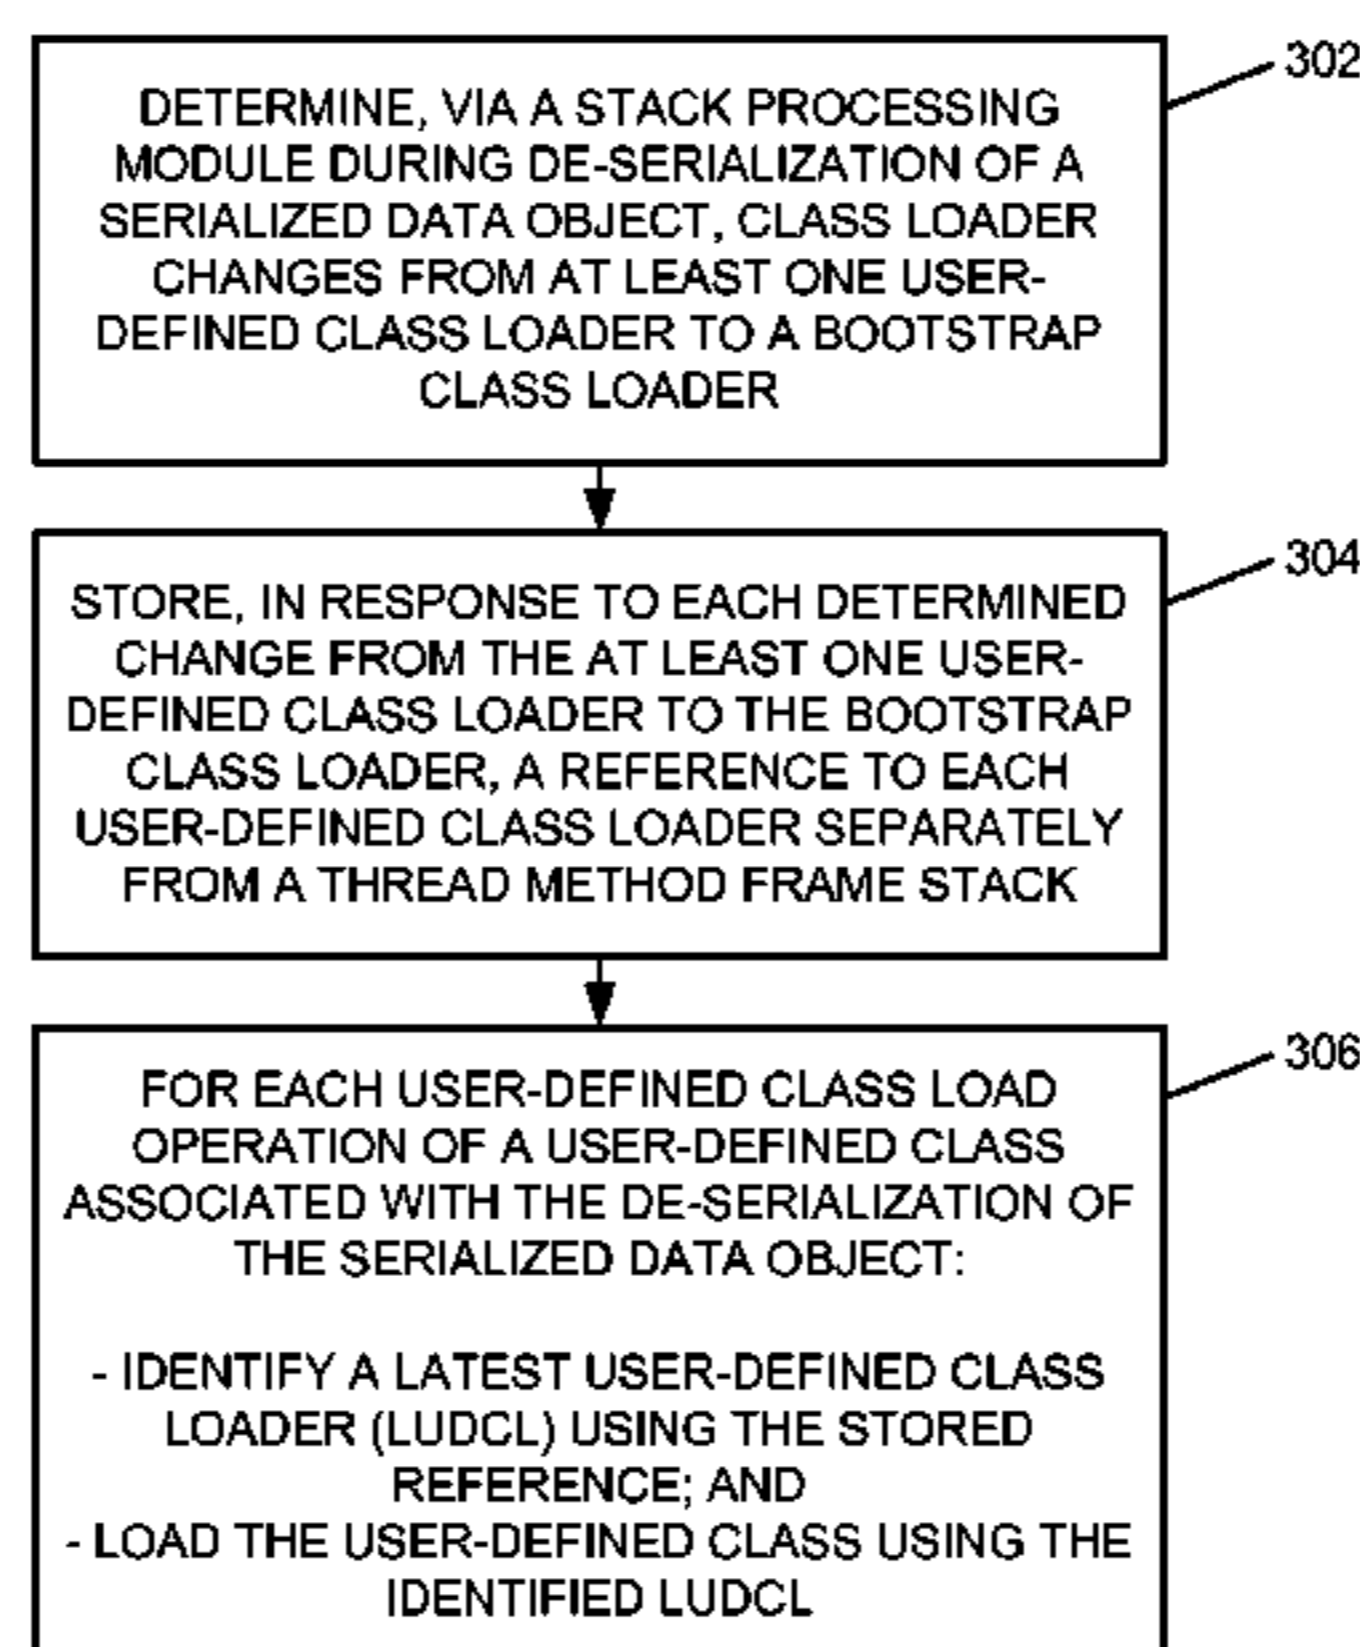 302
DETERMINE, VIA A STACK PROCESSING
MODULE DURING DE-SERIALIZATION OF A
SERIALIZED DATA OBJECT, CLASS LOADER
CHANGES FROM AT LEAST ONE USER-
DEFINED CLASS LOADER TO A BOOTSTRAP
CLASS LOADER
304
STORE, IN RESPONSE TO EACH DETERMINED
CHANGE FROM THE AT LEAST ONE USER-
DEFINED CLASS LOADER TO THE BOOTSTRAP
CLASS LOADER, A REFERENCE TO EACH
USER-DEFINED CLASS LOADER SEPARATELY
FROM A THREAD METHOD FRAME STACK
306
FOR EACH USER-DEFINED CLASS LOAD
OPERATION OF A USER-DEFINED CLASS
ASSOCIATED WITH THE DE-SERIALIZATION OF
THE SERIALIZED DATA OBJECT:
- IDENTIFY A LATEST USER-DEFINED CLASS
LOADER (LUDCL) USING THE STORED
REFERENCE; AND
- LOAD THE USER-DEFINED CLASS USING THE
IDENTIFIED LUDCL